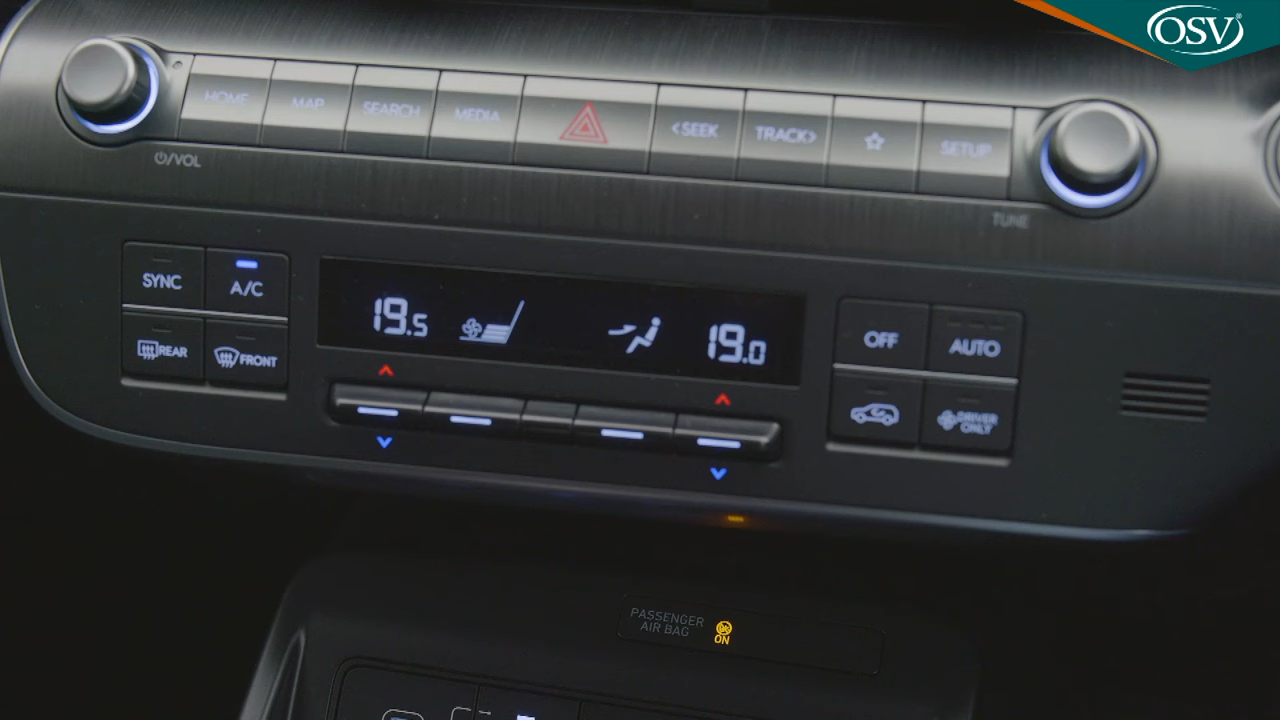 OSV
HOME MAP SEARCH MEDIA <SEEK TRACK> SETUP
/VOL
TUNE
SYNC A/C
REAR FRONT
19.5 19.0
OFF AUTO
DRIVER
ONLY
PASSENGER
AIR BAG
ON